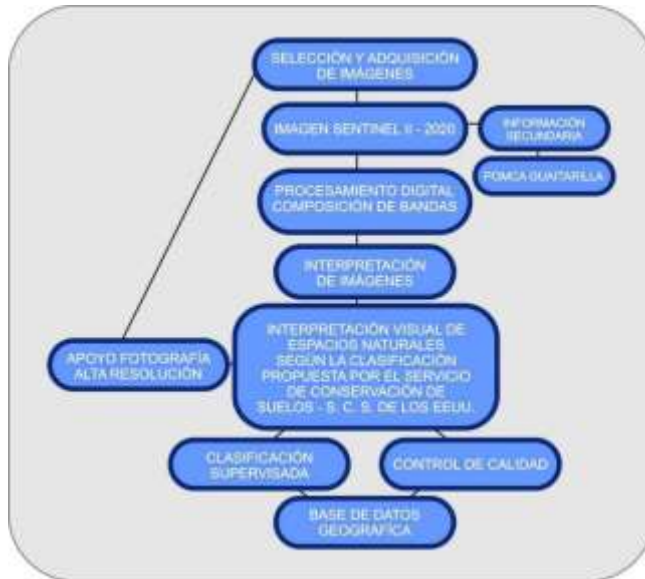 SELECCIÓN Y ADQUISICIÓN
DE IMÁGENES
IMAGEN SENTINEL II - 2020
INFORMACIÓN
SECUNDARIA
POMCA GUAITARILLA
PROCESAMIENTO DIGITAL
COMPOSICIÓN DE BANDAS
INTERPRETACIÓN
DE IMÁGENES
INTERPRETACIÓN VISUAL DE
ESPACIOS NATURALES
SEGÚN LA CLASIFICACIÓN
PROPUESTA POR EL SERVICIO
DE CONSERVACIÓN DE
SUELOS - S. C. S. DE LOS EEUU.
APOYO FOTOGRAFÍA
ALTA RESOLUCIÓN
CLASIFICACIÓN
SUPERVISADA
CONTROL DE CALIDAD
BASE DE DATOS
GEOGRAFÍCA